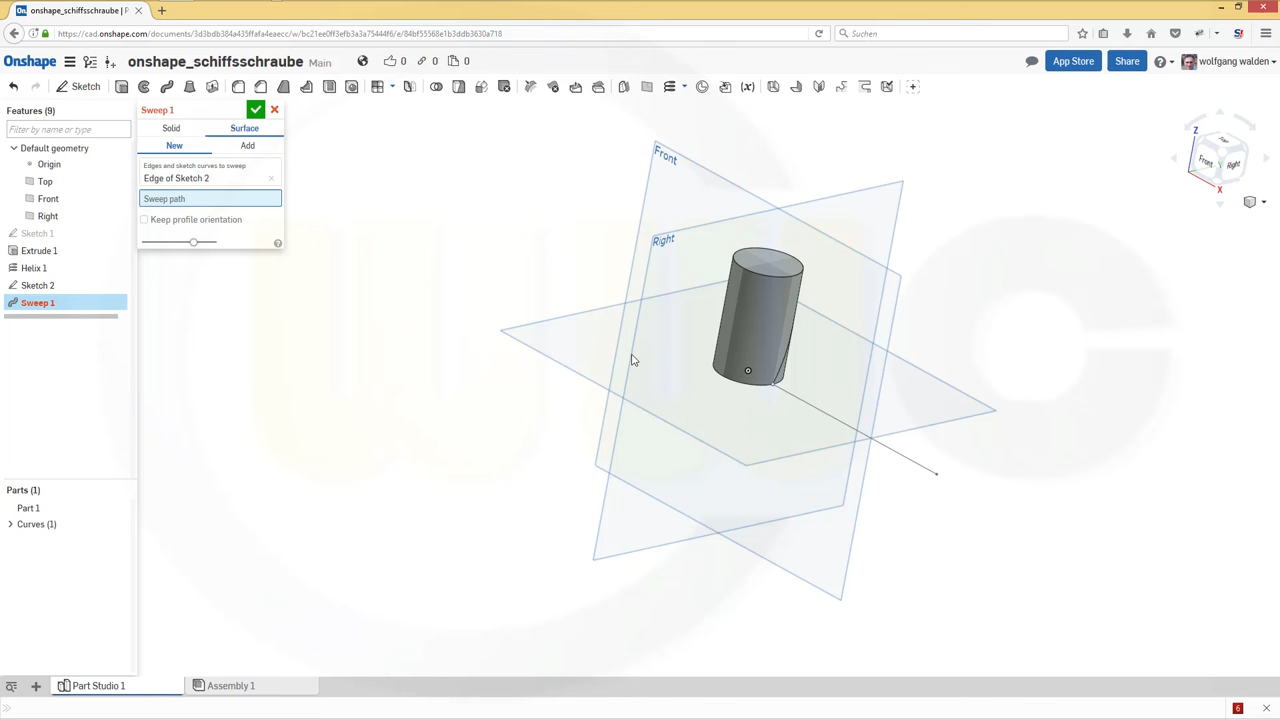 onshape_schiffsschraube | P
https://cad.onshape.com/documents/3d3bdb384a435ffafa4eaecc/w/bc21ee0ff3efb3a3a75474f6/e/84bf55568e1b3ddb3630a718
Suchen
Onshape
onshape_schiffsschraube Main
0
0
0
App Store
Share
wolfgang walden
Sketch
Features (9)
Filter by name or type
Default geometry
Origin
Top
Front
Right
Sketch 1
Extrude 1
Helix 1
Sketch 2
Sweep 1
Parts (1)
Part 1
Curves (1)
Sweep 1
Solid
Surface
New
Add
Edges and sketch curves to sweep
Edge of Sketch 2
Sweep path
Keep profile orientation
Front
Right
Z
Front
Right
X
Part Studio 1
Assembly 1
6